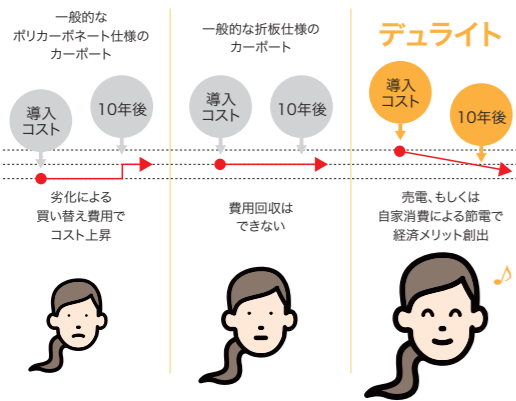 一般的な
ポリカーボネート仕様の
カーポート
導入
コスト
10年後
劣化による
買い替え費用で
コスト上昇
一般的な折板仕様の
カーポート
導入
コスト
10年後
費用回収は
できない
デュライト
導入
コスト
10年後
売電、もしくは
自家消費による節電で
経済メリット創出